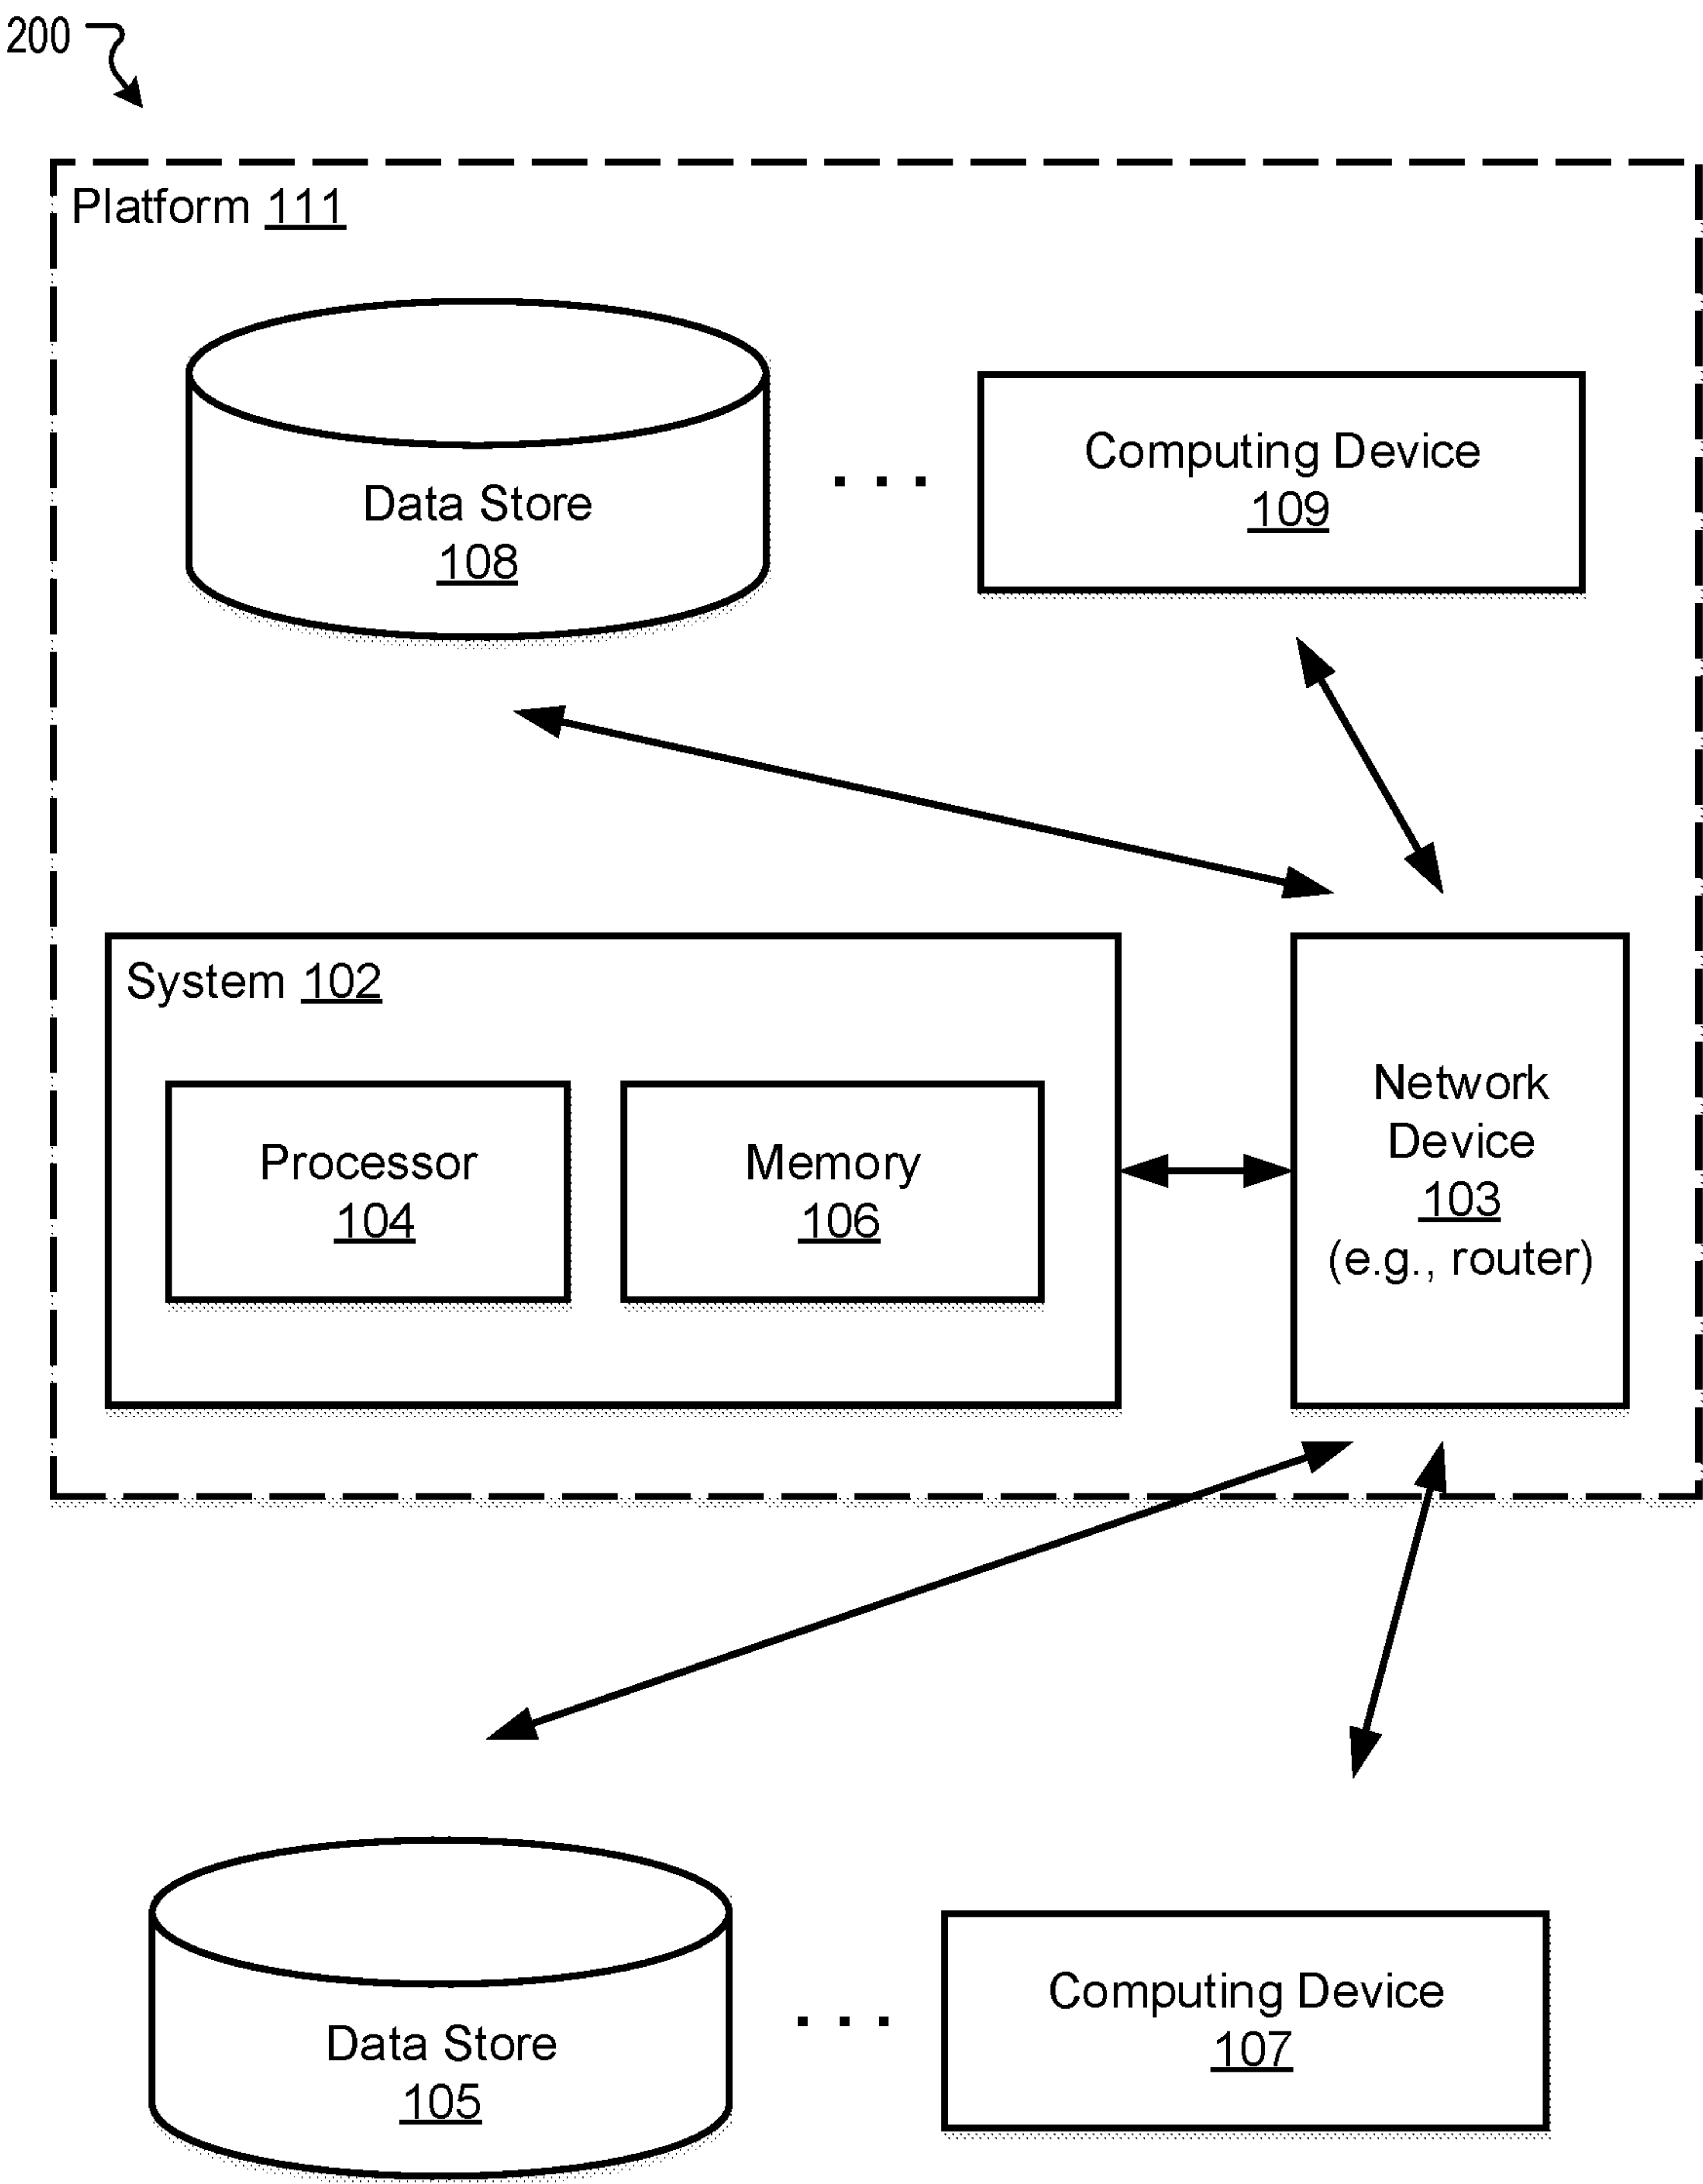 200
Platform 111
Data Store
108
. . .
Computing Device
109
System 102
Processor
104
Memory
106
Network
Device
103
(e.g., router)
Data Store
105
. . .
Computing Device
107